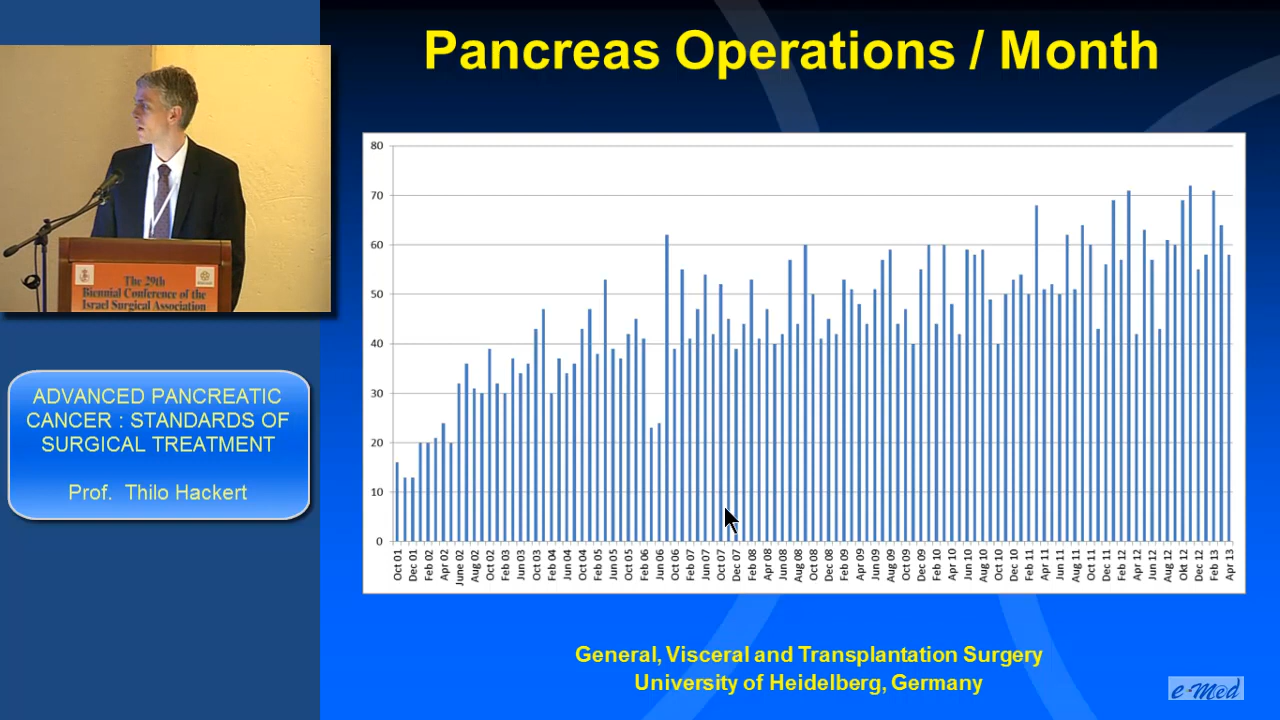 Pancreas Operations / Month
The 29th
Biennial Conference of the
Israel Surgical Association
ADVANCED PANCREATIC
CANCER : STANDARDS OF
SURGICAL TREATMENT
Prof. Thilo Hackert
80
70
60
50
40
30
20
10
0
Oct 01
Dec 01
Feb 02
Apr 02
June 02
Aug 02
Oct 02
Feb 03
Jun 03
Oct 03
Feb 04
Jun 04
Oct 04
Feb 05
Jun 05
Oct 05
Feb 06
Jun 06
Oct 06
Feb 07
Jun 07
Oct 07
Dec 07
Feb 08
Apr 08
Jun 08
Aug 08
Oct 08
Dec 08
Feb 09
Apr 09
Jun 09
Aug 09
Oct 09
Dec 09
Feb 10
Apr 10
Jun 10
Aug 10
Oct 10
Dec 10
Feb 11
Apr 11
Jun 11
Aug 11
Oct 11
Dec 11
Feb 12
Apr 12
Jun 12
Aug 12
Okt 12
Dec 12
Feb 13
Apr 13
General, Visceral and Transplantation Surgery
University of Heidelberg, Germany
e-Med